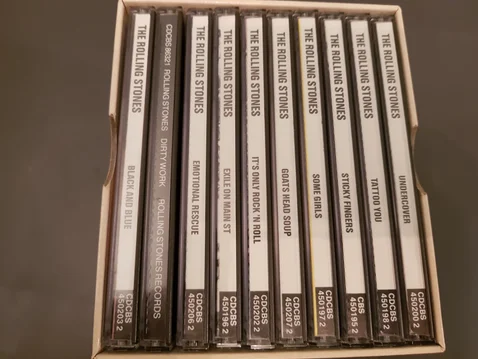 THE ROLLING STONES
BLACK AND BLUE
CDCBS
450203 2
CDCBS 86321 ROLLING STONES DIRTY WORK ROLLING STONES RECORDS
THE ROLLING STONES
EMOTIONAL RESCUE
CDCBS
450206 2
THE ROLLING STONES
EXILE ON MAIN ST
CDCBS
450196 2
THE ROLLING STONES
IT'S ONLY ROCK 'N ROLL
CDCBS
450202 2
THE ROLLING STONES
GOATS HEAD SOUP
CDCBS
450207 2
THE ROLLING STONES
SOME GIRLS
CDCBS
450197 2
THE ROLLING STONES
STICKY FINGERS
CBS
450195 2
THE ROLLING STONES
TATTOO YOU
CDCBS
450198 2
THE ROLLING STONES
UNDERCOVER
CDCBS
450200 2